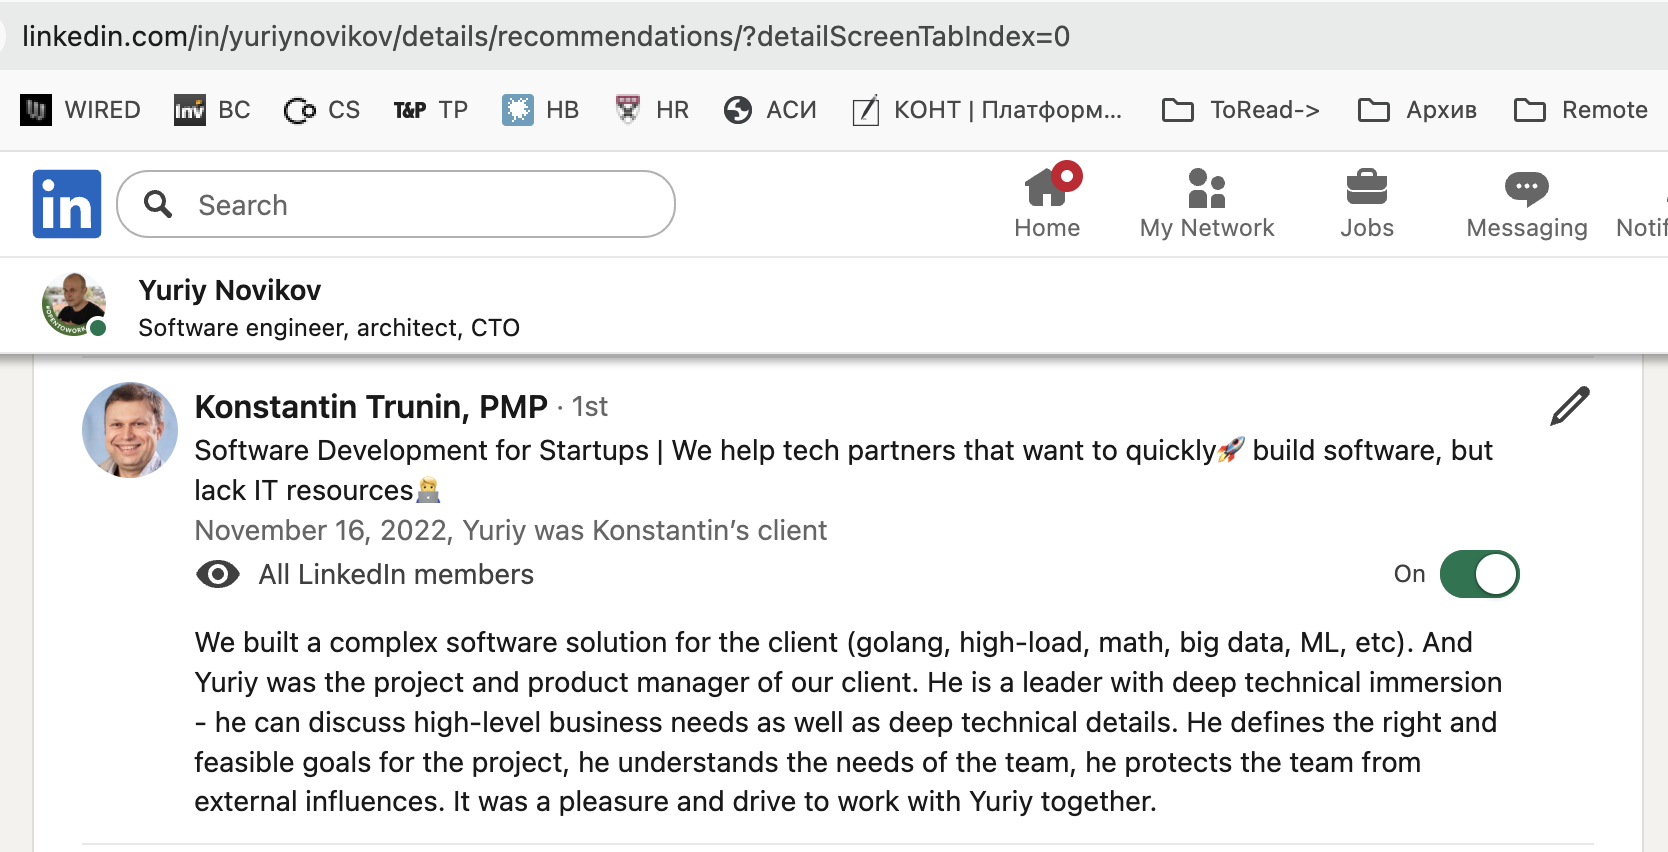 linkedin.com/in/yuriynovikov/details/recommendations/?detailScreenTabIndex=0
WIRED
Inv BC
CS
T&P TP
HB
HR
АСИ
КОНТ | Платформ...
ToRead->
Архив
Remote
in
Search
Home
My Network
Jobs
Messaging
Notif
Yuriy Novikov
Software engineer, architect, CTO
#OPENTOWORK
Konstantin Trunin, PMP · 1st
Software Development for Startups | We help tech partners that want to quickly🚀 build software, but
lack IT resources🧑‍💻
November 16, 2022, Yuriy was Konstantin’s client
All LinkedIn members
On
We built a complex software solution for the client (golang, high-load, math, big data, ML, etc). And
Yuriy was the project and product manager of our client. He is a leader with deep technical immersion
- he can discuss high-level business needs as well as deep technical details. He defines the right and
feasible goals for the project, he understands the needs of the team, he protects the team from
external influences. It was a pleasure and drive to work with Yuriy together.